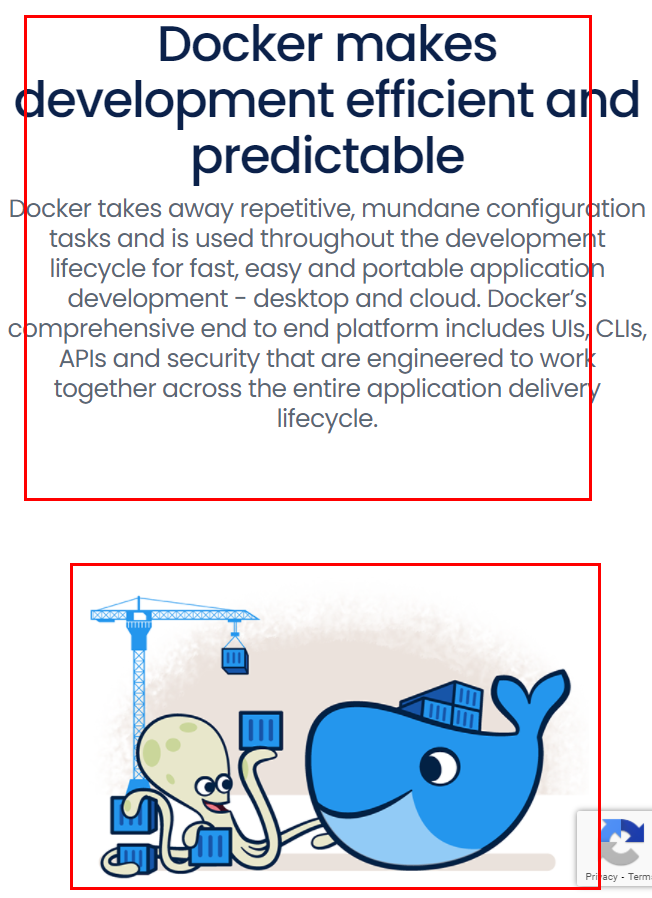 Docker makes
development efficient and
predictable
Docker takes away repetitive, mundane configuration
tasks and is used throughout the development
lifecycle for fast, easy and portable application
development - desktop and cloud. Docker's
comprehensive end to end platform includes UIs, CLIs,
APIs and security that are engineered to work
together across the entire application delivery
lifecycle.
Privacy - Terms